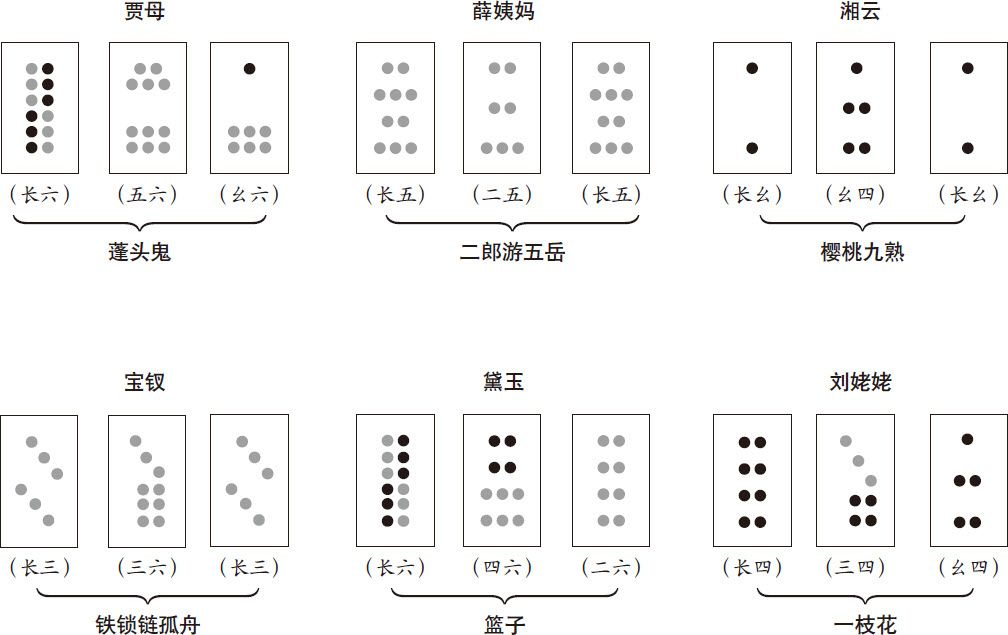 贾母 薛姨妈 湘云
（长六） （五六） （幺六） （长五） （二五） （长五） （长幺） （幺四） （长幺）
蓬头鬼 二郎游五岳 樱桃九熟
宝钗 黛玉 刘姥姥
（长三） （三六） （长三） （长六） （四六） （二六） （长四） （三四） （幺四）
铁锁链孤舟 篮子 一枝花